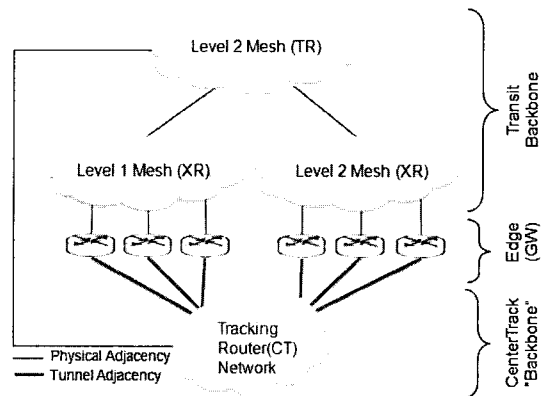 Level 2 Mesh (TR)
Level 1 Mesh (XR)
Level 2 Mesh (XR)
Transit
Backbone
Edge
(GW)
Tracking
Router(CT)
Network
CenterTrack
"Backbone"
Physical Adjacency
Tunnel Adjacency